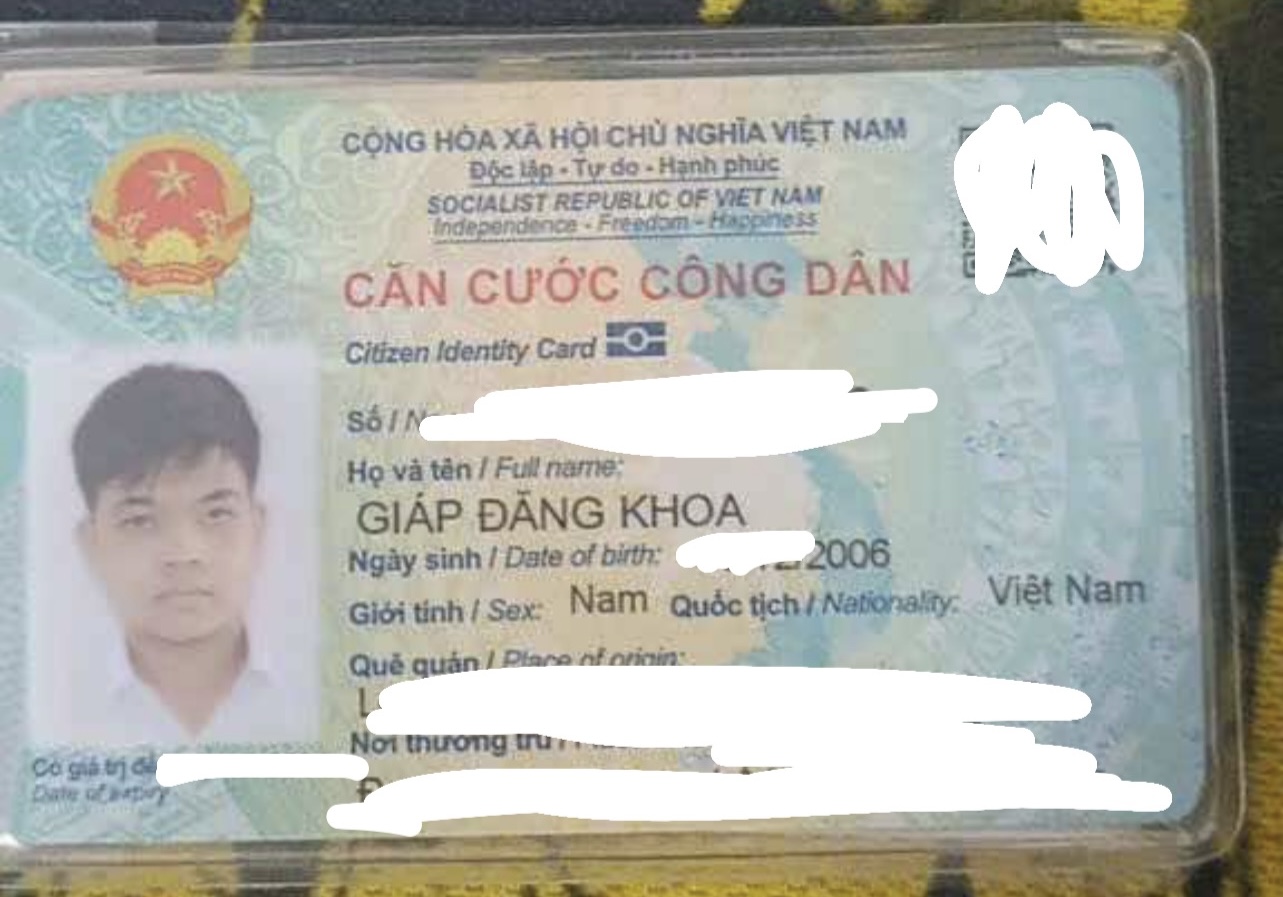 CỘNG HÒA XÃ HỘI CHỦ NGHĨA VIỆT NAM
Độc lập - Tự do - Hạnh phúc
SOCIALIST REPUBLIC OF VIET NAM
Independence - Freedom - Happiness
CĂN CƯỚC CÔNG DÂN
Citizen Identity Card
Số /
Họ và tên / Full name:
GIÁP ĐĂNG KHOA
Ngày sinh / Date of birth: 2006
Giới tính / Sex: Nam Quốc tịch / Nationality: Việt Nam
Quê quán / Place of origin:
Nơi thường trú /
Có giá trị
Date of expiry